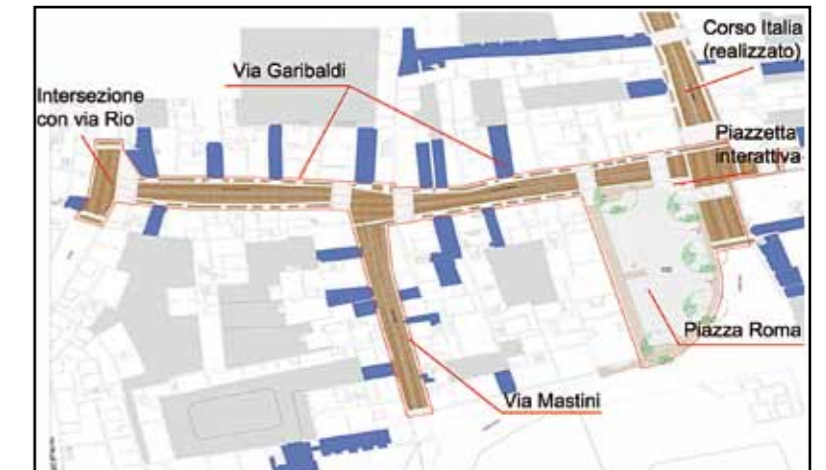 Corso Italia
(realizzato)
Via Garibaldi
Intersezione
con via Rio
Piazzetta
interattiva
Piazza Roma
Via Mastini